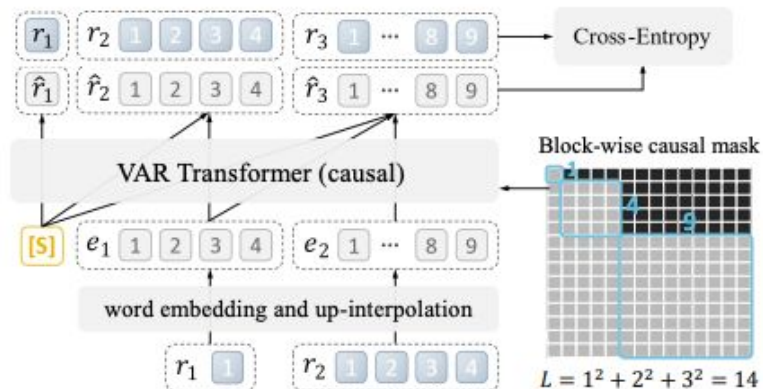 r₁ r₂ 1 2 3 4 r₃ 1 ··· 8 9 Cross-Entropy
r̂₁ r̂₂ 1 2 3 4 r̂₃ 1 ··· 8 9
Block-wise causal mask
VAR Transformer (causal)
1
4
9
[S] e₁ 1 2 3 4 e₂ 1 ··· 8 9
word embedding and up-interpolation
r₁ 1 r₂ 1 2 3 4
L = 1² + 2² + 3² = 14